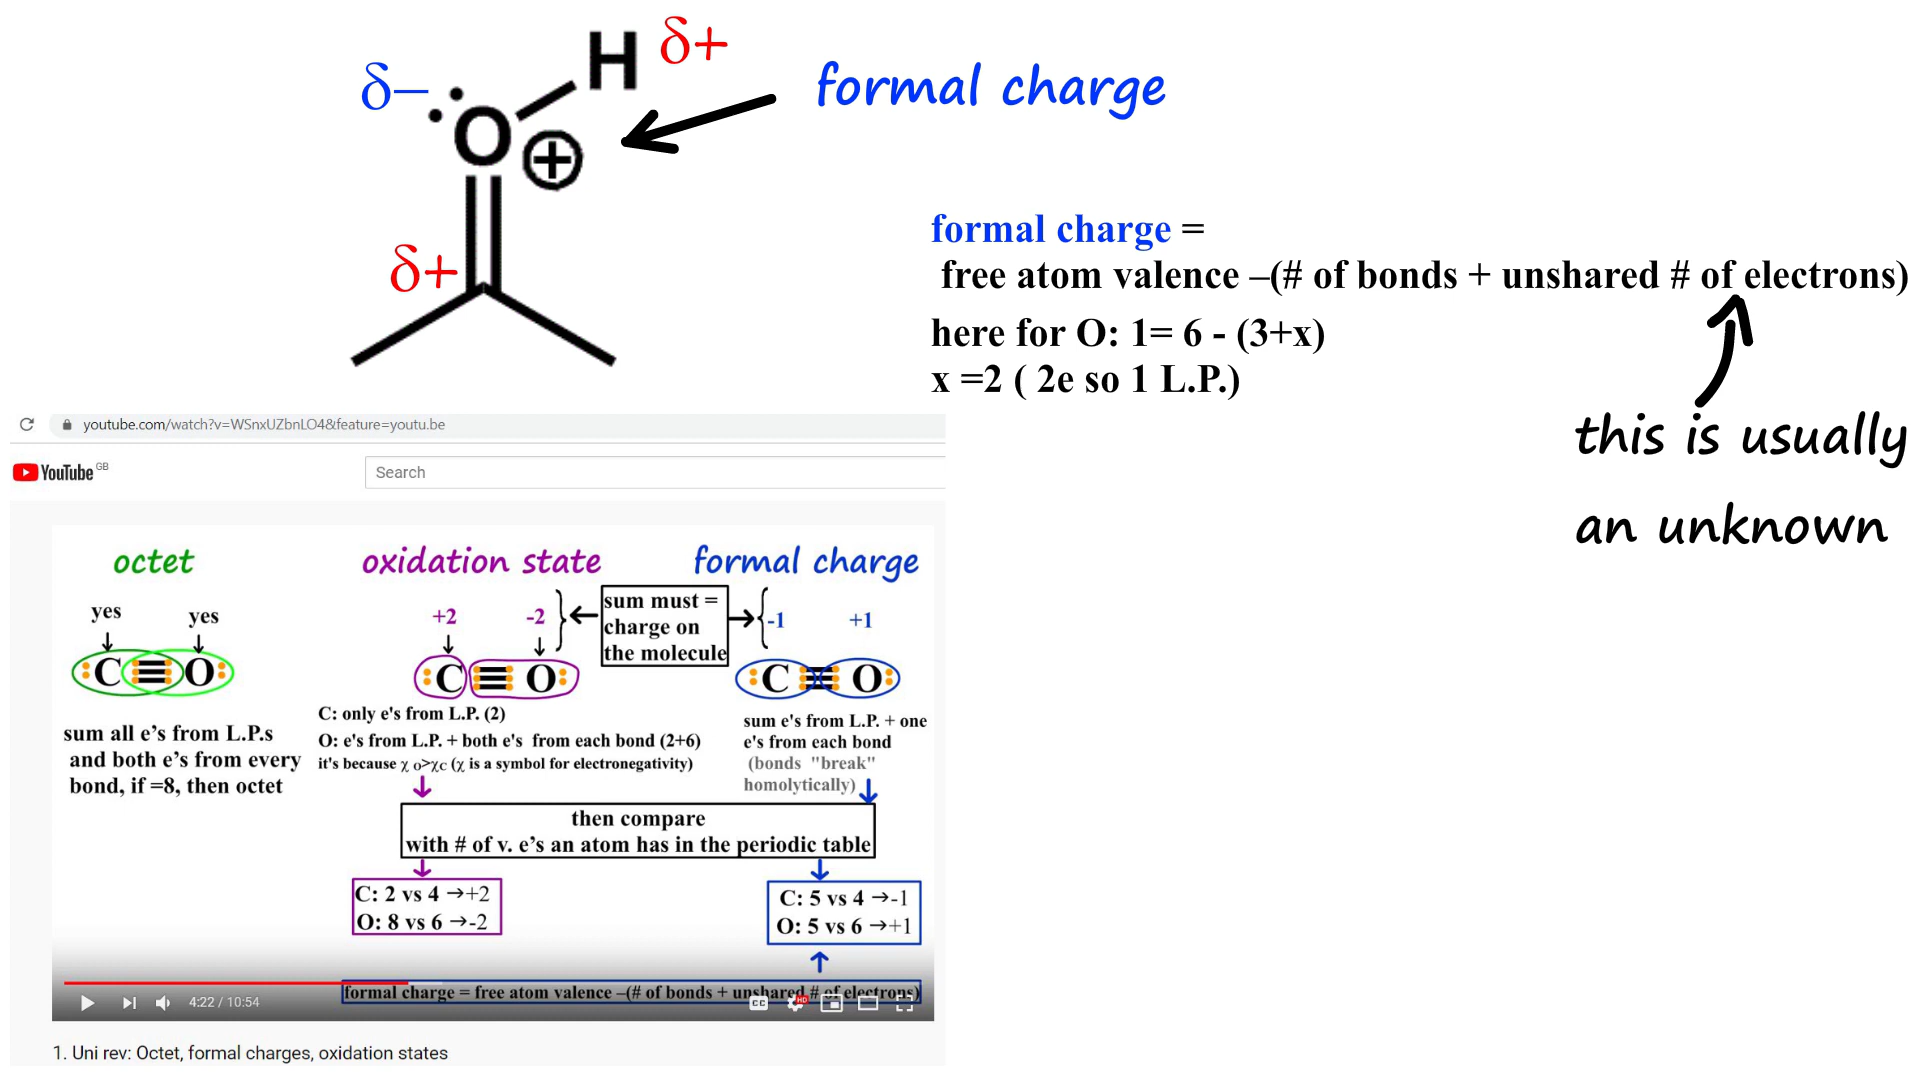 H δ+
δ–
O
⊕
formal charge
δ+
formal charge =
free atom valence –(# of bonds + unshared # of electrons)
here for O: 1= 6 - (3+x)
x =2 ( 2e so 1 L.P.)
this is usually
an unknown
youtube.com/watch?v=WSnxUZbnLO4&feature=youtu.be
YouTube GB
Search
octet
oxidation state
formal charge
yes
yes
+2
-2
sum must =
charge on
the molecule
-1
+1
:C≡O:
:C≡O:
:C≡O:
sum all e’s from L.P.s
and both e’s from every
bond, if =8, then octet
C: only e's from L.P. (2)
O: e's from L.P. + both e's from each bond (2+6)
it's because χ O>χC (χ is a symbol for electronegativity)
sum e's from L.P. + one
e's from each bond
(bonds "break"
homolytically)
then compare
with # of v. e’s an atom has in the periodic table
C: 2 vs 4 →+2
O: 8 vs 6 →-2
C: 5 vs 4 →-1
O: 5 vs 6 →+1
formal charge = free atom valence –(# of bonds + unshared # of electrons)
4:22 / 10:54
CC
HD
1. Uni rev: Octet, formal charges, oxidation states